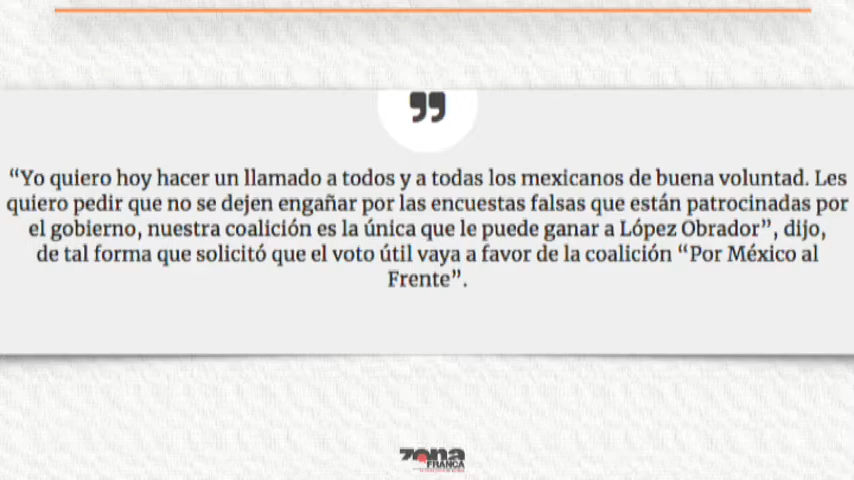 ”
“Yo quiero hoy hacer un llamado a todos y a todas los mexicanos de buena voluntad. Les
quiero pedir que no se dejen engañar por las encuestas falsas que están patrocinadas por
el gobierno, nuestra coalición es la única que le puede ganar a López Obrador”, dijo,
de tal forma que solicitó que el voto útil vaya a favor de la coalición “Por México al
Frente”.
zona
FRANCA